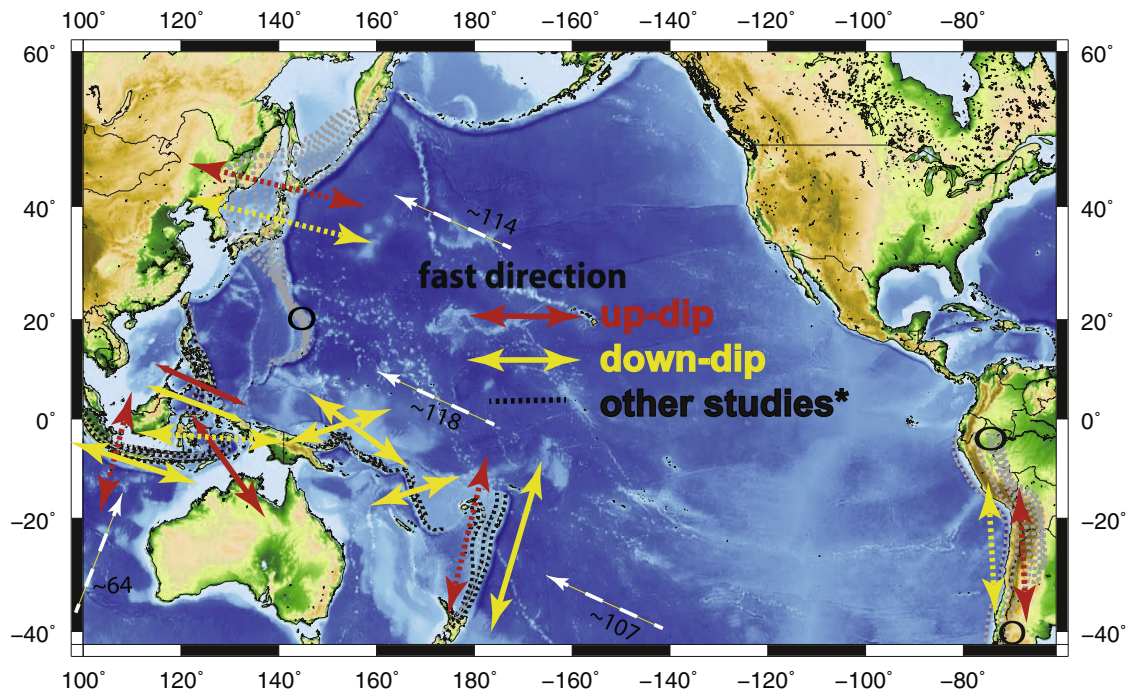 100˚ 120˚ 140˚ 160˚ 180˚ −160˚ −140˚ −120˚ −100˚ −80˚
60˚ 60˚
40˚ 40˚
~114
fast direction
20˚ up-dip 20˚
down-dip
~118 other studies*
0˚ 0˚
O
O
−20˚ −20˚
~64
~107
−40˚ O −40˚
100˚ 120˚ 140˚ 160˚ 180˚ −160˚ −140˚ −120˚ −100˚ −80˚